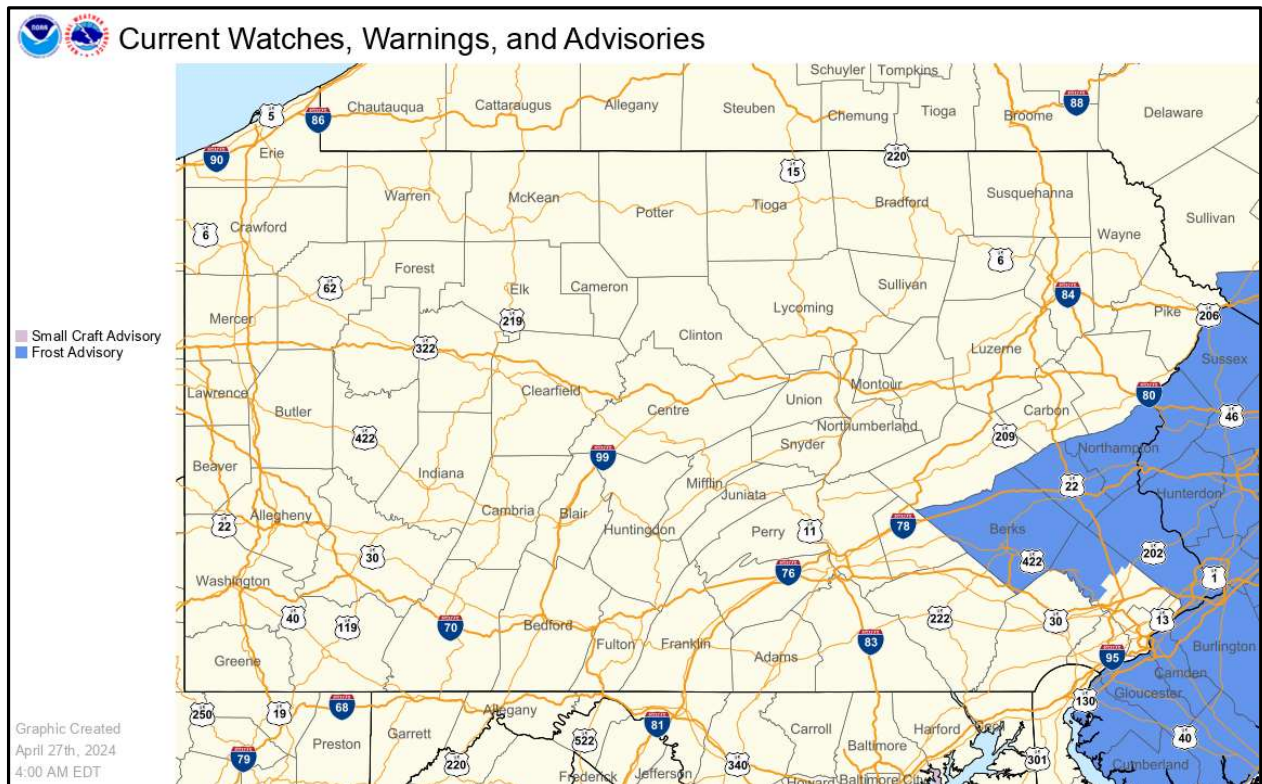 Current Watches, Warnings, and Advisories
Schuyler Tompkins
Chautauqua Cattaraugus Allegany Steuben Chemung Tioga Broome 88 Delaware
5 86
90 Erie
220
15
Warren McKean Potter Tioga Bradford Susquehanna
Sullivan
6 Crawford Wayne
Forest 6
62 Elk Cameron Sullivan
84
Mercer 219 Lycoming Pike 206
Small Craft Advisory
Frost Advisory
322 Clinton Luzerne Sussex
Lawrence Clearfield Montour 80
Butler Centre Union Carbon 46
422 Northumberland 209
Snyder Northampton
99
Beaver Indiana Mifflin 22
Juniata Hunterdon
22 Allegheny Cambria Blair Huntingdon Perry 11 78 Berks
30 422 202
Washington 76 1
40 119 222 30 13
70 Bedford
Fulton Franklin 83 Burlington
Greene Adams 95
Camden
Gloucester
250 19 68 Allegany 81 130
Graphic Created Carroll Harford Cecil
Preston Garrett 522 40
April 27th, 2024 Baltimore
79 220 340 301 Cumberland
4:00 AM EDT Frederick Jefferson Howard Baltimore City